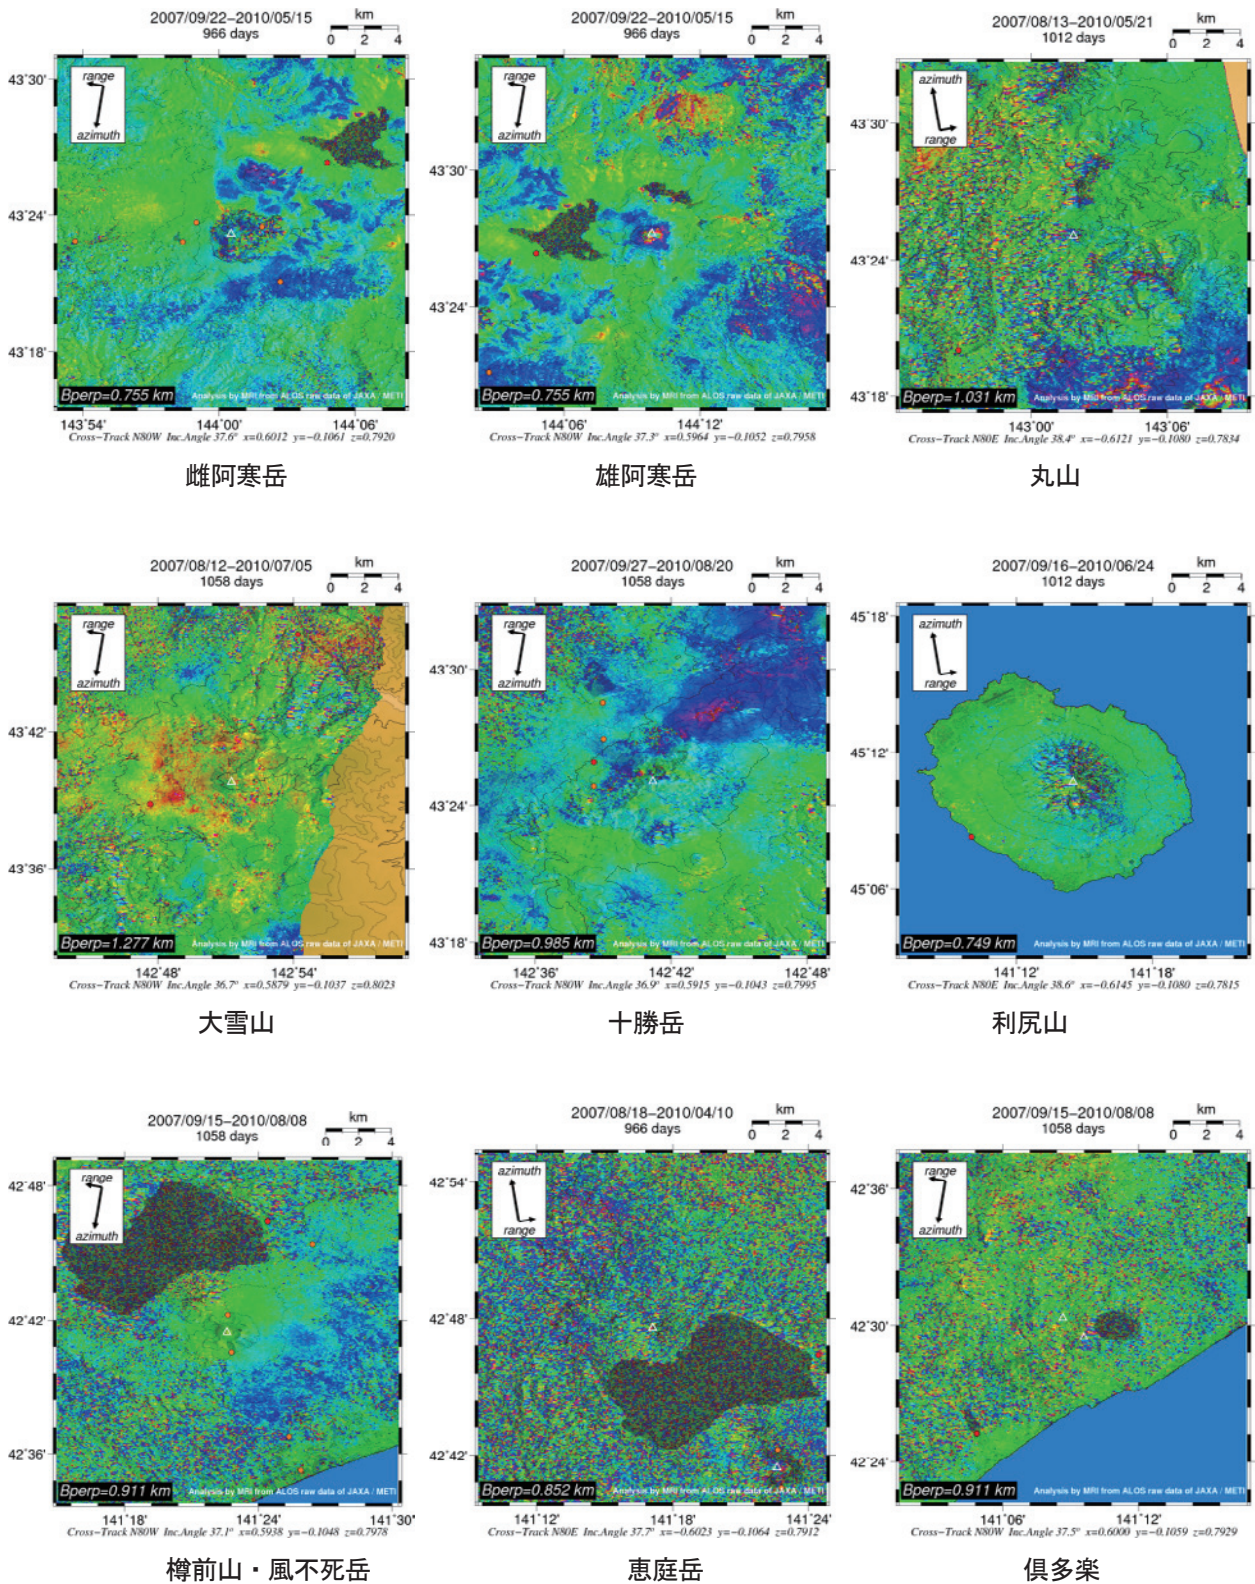 2007/09/22−2010/05/15
966 days
km
0 2 4
range
azimuth
43˚30'
43˚24'
43˚18'
Bperp=0.755 km
Analysis by MRI from ALOS raw data of JAXA / METI
143˚54' 144˚00' 144˚06'
Cross−Track N80W Inc.Angle 37.6° x=0.6012 y=−0.1061 z=0.7920
雌阿寒岳
2007/09/22−2010/05/15
966 days
km
0 2 4
range
azimuth
43˚30'
43˚24'
Bperp=0.755 km
Analysis by MRI from ALOS raw data of JAXA / METI
144˚06' 144˚12'
Cross−Track N80W Inc.Angle 37.3° x=0.5964 y=−0.1052 z=0.7958
雄阿寒岳
2007/08/13−2010/05/21
1012 days
km
0 2 4
azimuth
range
43˚30'
43˚24'
43˚18'
Bperp=1.031 km
Analysis by MRI from ALOS raw data of JAXA / METI
143˚00' 143˚06'
Cross−Track N80E Inc.Angle 38.4° x=−0.6121 y=−0.1080 z=0.7834
丸山
2007/08/12−2010/07/05
1058 days
km
0 2 4
range
azimuth
43˚42'
43˚36'
Bperp=1.277 km
Analysis by MRI from ALOS raw data of JAXA / METI
142˚48' 142˚54'
Cross−Track N80W Inc.Angle 36.7° x=0.5879 y=−0.1037 z=0.8023
大雪山
2007/09/27−2010/08/20
1058 days
km
0 2 4
range
azimuth
43˚30'
43˚24'
43˚18'
Bperp=0.985 km
Analysis by MRI from ALOS raw data of JAXA / METI
142˚36' 142˚42' 142˚48'
Cross−Track N80W Inc.Angle 36.9° x=0.5915 y=−0.1043 z=0.7995
十勝岳
2007/09/16−2010/06/24
1012 days
km
0 2 4
azimuth
range
45˚18'
45˚12'
45˚06'
Bperp=0.749 km
Analysis by MRI from ALOS raw data of JAXA / METI
141˚12' 141˚18'
Cross−Track N80E Inc.Angle 38.6° x=−0.6145 y=−0.1080 z=0.7815
利尻山
2007/09/15−2010/08/08
1058 days
km
0 2 4
range
azimuth
42˚48'
42˚42'
42˚36'
Bperp=0.911 km
Analysis by MRI from ALOS raw data of JAXA / METI
141˚18' 141˚24' 141˚30'
Cross−Track N80W Inc.Angle 37.1° x=0.5938 y=−0.1048 z=0.7978
樽前山・風不死岳
2007/08/18−2010/04/10
966 days
km
0 2 4
azimuth
range
42˚54'
42˚48'
42˚42'
Bperp=0.852 km
Analysis by MRI from ALOS raw data of JAXA / METI
141˚12' 141˚18' 141˚24'
Cross−Track N80E Inc.Angle 37.7° x=−0.6023 y=−0.1064 z=0.7912
恵庭岳
2007/09/15−2010/08/08
1058 days
km
0 2 4
range
azimuth
42˚36'
42˚30'
42˚24'
Bperp=0.911 km
Analysis by MRI from ALOS raw data of JAXA / METI
141˚06' 141˚12'
Cross−Track N80W Inc.Angle 37.5° x=0.6000 y=−0.1059 z=0.7929
倶多楽